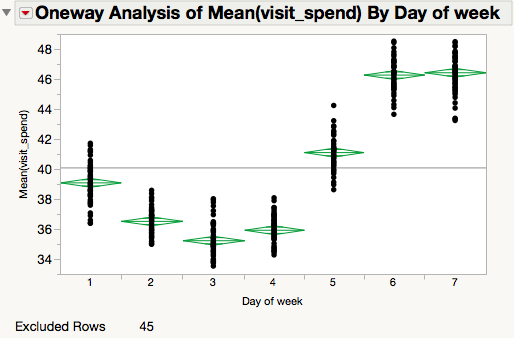 Oneway Analysis of Mean(visit_spend) By Day of week
Mean(visit_spend)
48
46
44
42
40
38
36
34
1 2 3 4 5 6 7
Day of week
Excluded Rows 45